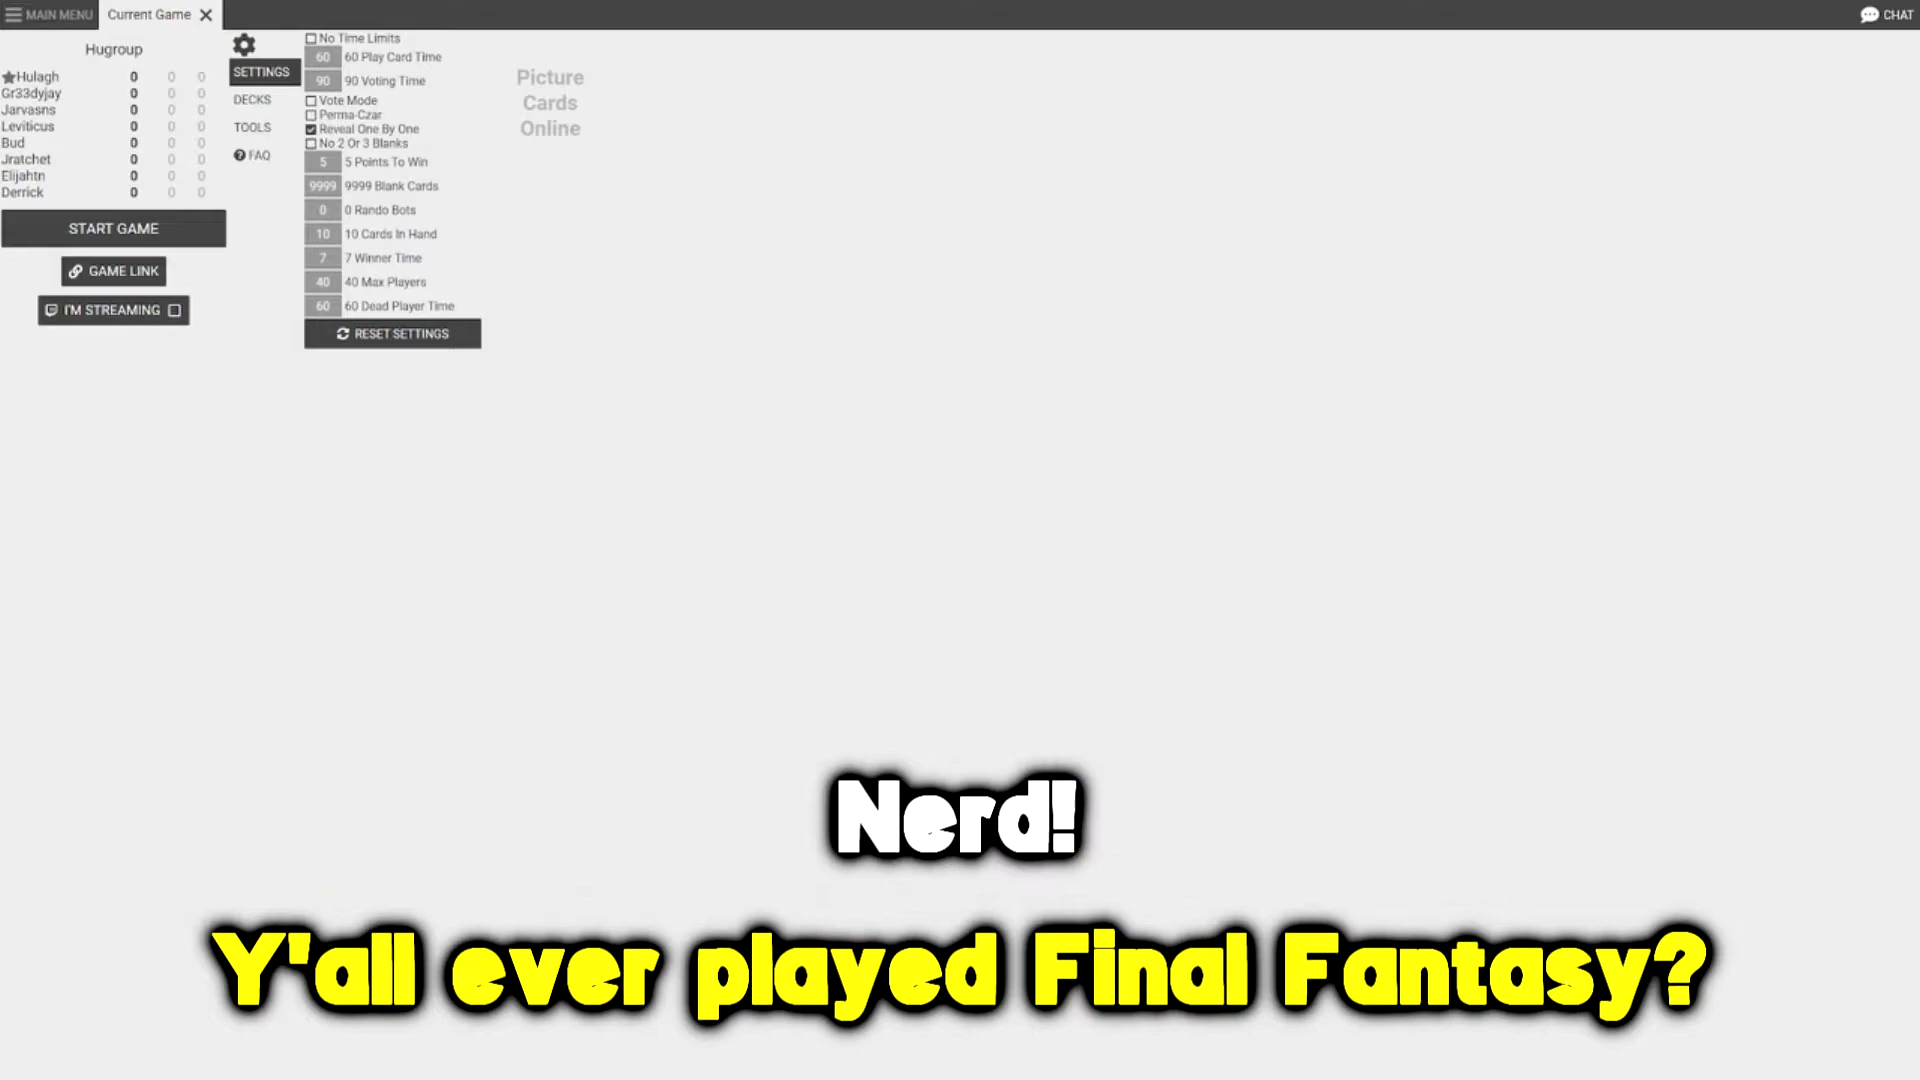 MAIN MENU
Current Game
CHAT
Hugroup
Hulagh 0 0 0
Gr33dyjay 0 0 0
Jarvasns 0 0 0
Leviticus 0 0 0
Bud 0 0 0
Jratchet 0 0 0
Elijahtn 0 0 0
Derrick 0 0 0
START GAME
GAME LINK
I'M STREAMING
SETTINGS
DECKS
TOOLS
FAQ
No Time Limits
60 60 Play Card Time
90 90 Voting Time
Vote Mode
Perma-Czar
Reveal One By One
No 2 Or 3 Blanks
5 5 Points To Win
9999 9999 Blank Cards
0 0 Rando Bots
10 10 Cards In Hand
7 7 Winner Time
40 40 Max Players
60 60 Dead Player Time
RESET SETTINGS
Picture
Cards
Online
Nerd!
Y'all ever played Final Fantasy?